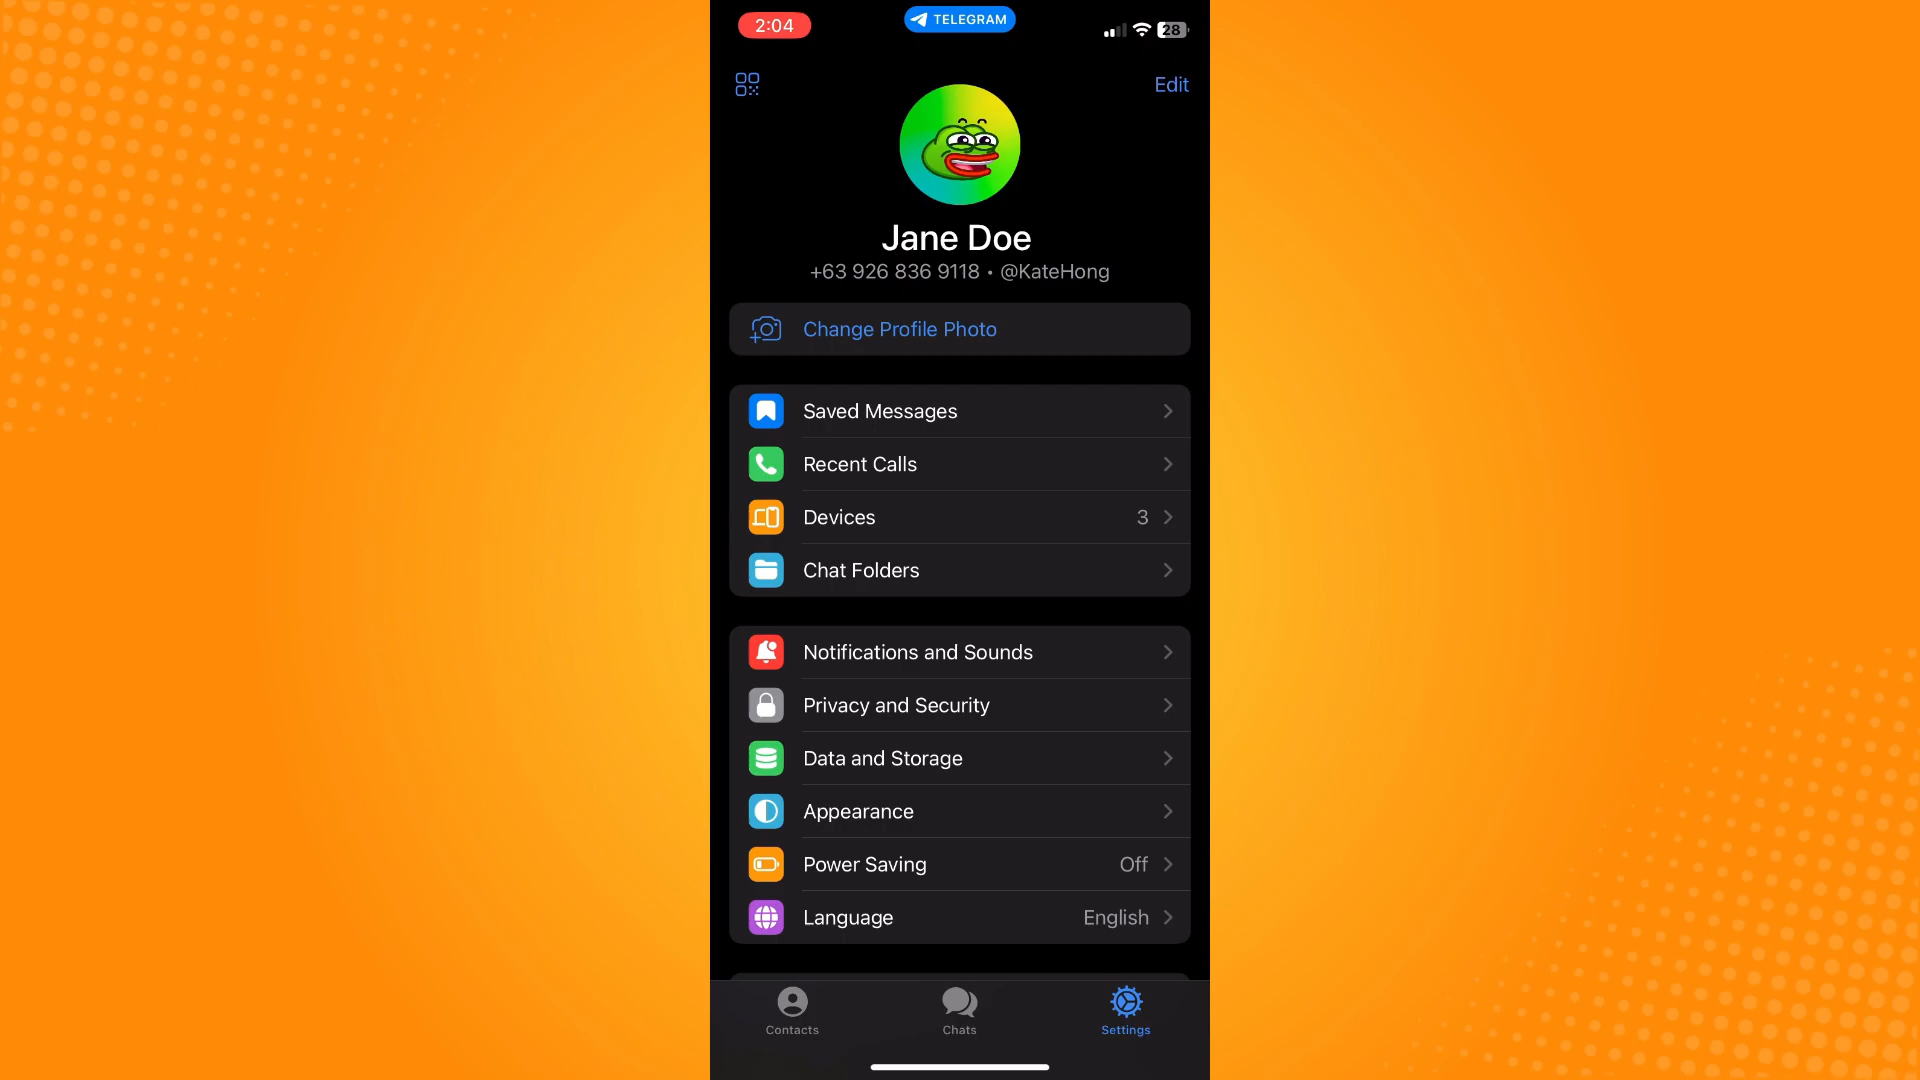 2:04
TELEGRAM
28
Edit
Jane Doe
+63 926 836 9118 • @KateHong
Change Profile Photo
Saved Messages
Recent Calls
Devices 3
Chat Folders
Notifications and Sounds
Privacy and Security
Data and Storage
Appearance
Power Saving Off
Language English
Contacts Chats Settings